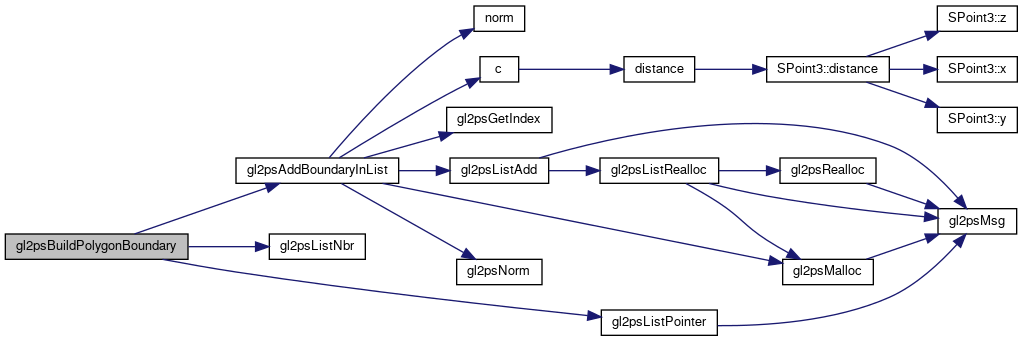 norm
SPoint3::z
c
distance
SPoint3::distance
SPoint3::x
gl2psGetIndex
SPoint3::y
gl2psAddBoundaryInList
gl2psListAdd
gl2psListRealloc
gl2psRealloc
gl2psMsg
gl2psBuildPolygonBoundary
gl2psListNbr
gl2psNorm
gl2psMalloc
gl2psListPointer